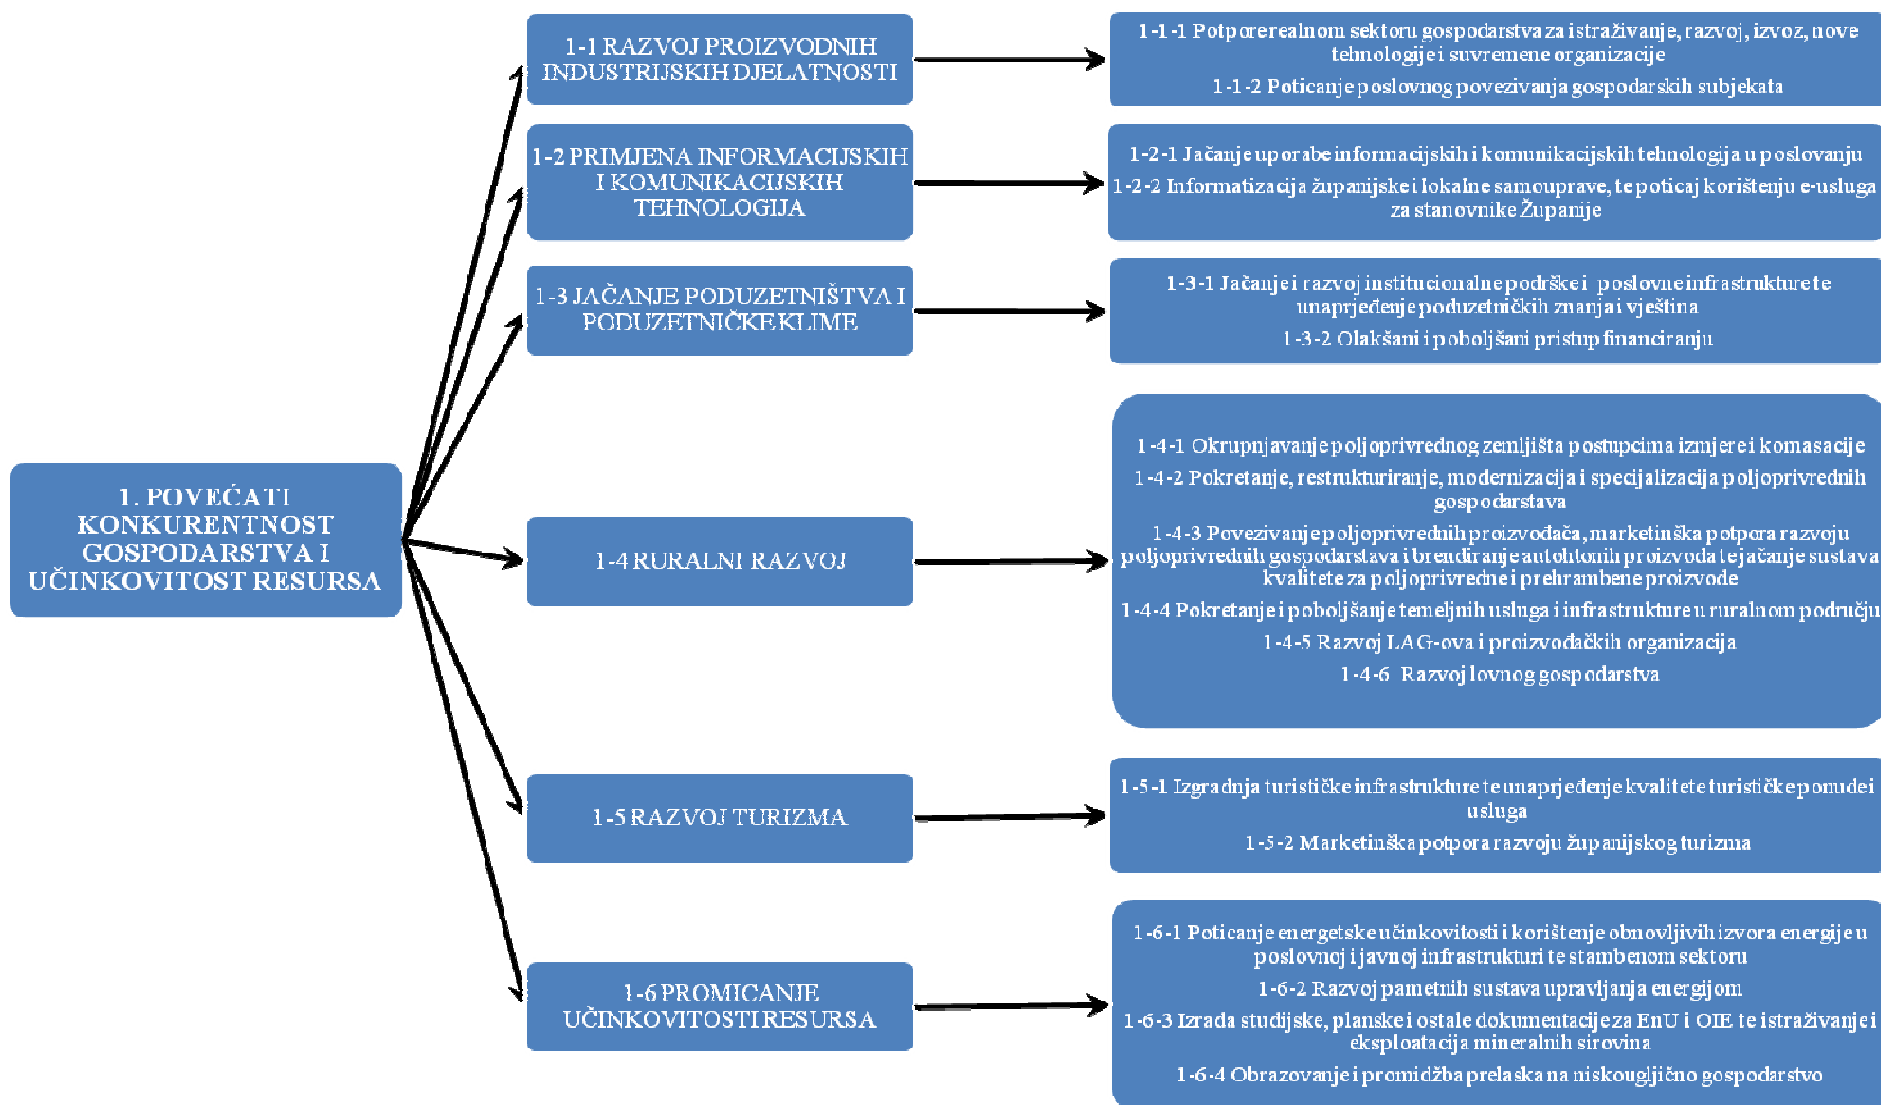 1. POVEĆATI
KONKURENTNOST
GOSPODARSTVA I
UČINKOVITOST RESURSA
1-1 RAZVOJ PROIZVODNIH
INDUSTRIJSKIH DJELATNOSTI
1-1-1 Potpore realnom sektoru gospodarstva za istraživanje, razvoj, izvoz, nove
tehnologije i suvremene organizacije
1-1-2 Poticanje poslovnog povezivanja gospodarskih subjekata
1-2 PRIMJENA INFORMACIJSKIH
I KOMUNIKACIJSKIH
TEHNOLOGIJA
1-2-1 Jačanje uporabe informacijskih i komunikacijskih tehnologija u poslovanju
1-2-2 Informatizacija županijske i lokalne samouprave, te poticaj korištenju e-usluga
za stanovnike Županije
1-3 JAČANJE PODUZETNIŠTVA I
PODUZETNIČKE KLIME
1-3-1 Jačanje i razvoj institucionalne podrške i poslovne infrastrukture te
unaprjeđenje poduzetničkih znanja i vještina
1-3-2 Olakšani i poboljšani pristup financiranju
1-4 RURALNI RAZVOJ
1-4-1 Okrupnjavanje poljoprivrednog zemljišta postupcima izmjere i komasacije
1-4-2 Pokretanje, restrukturiranje, modernizacija i specijalizacija poljoprivrednih
gospodarstava
1-4-3 Povezivanje poljoprivrednih proizvođača, marketinška potpora razvoju
poljoprivrednih gospodarstava i brendiranje autohtonih proizvoda te jačanje sustava
kvalitete za poljoprivredne i prehrambene proizvode
1-4-4 Pokretanje i poboljšanje temeljnih usluga i infrastrukture u ruralnom području
1-4-5 Razvoj LAG-ova i proizvođačkih organizacija
1-4-6 Razvoj lovnog gospodarstva
1-5 RAZVOJ TURIZMA
1-5-1 Izgradnja turističke infrastrukture te unaprjeđenje kvalitete turističke ponude i
usluga
1-5-2 Marketinška potpora razvoju županijskog turizma
1-6 PROMICANJE
UČINKOVITOSTI RESURSA
1-6-1 Poticanje energetske učinkovitosti i korištenje obnovljivih izvora energije u
poslovnoj i javnoj infrastrukturi te stambenom sektoru
1-6-2 Razvoj pametnih sustava upravljanja energijom
1-6-3 Izrada studijske, planske i ostale dokumentacije za EnU i OIE te istraživanje i
eksploatacija mineralnih sirovina
1-6-4 Obrazovanje i promidžba prelaska na niskougljično gospodarstvo